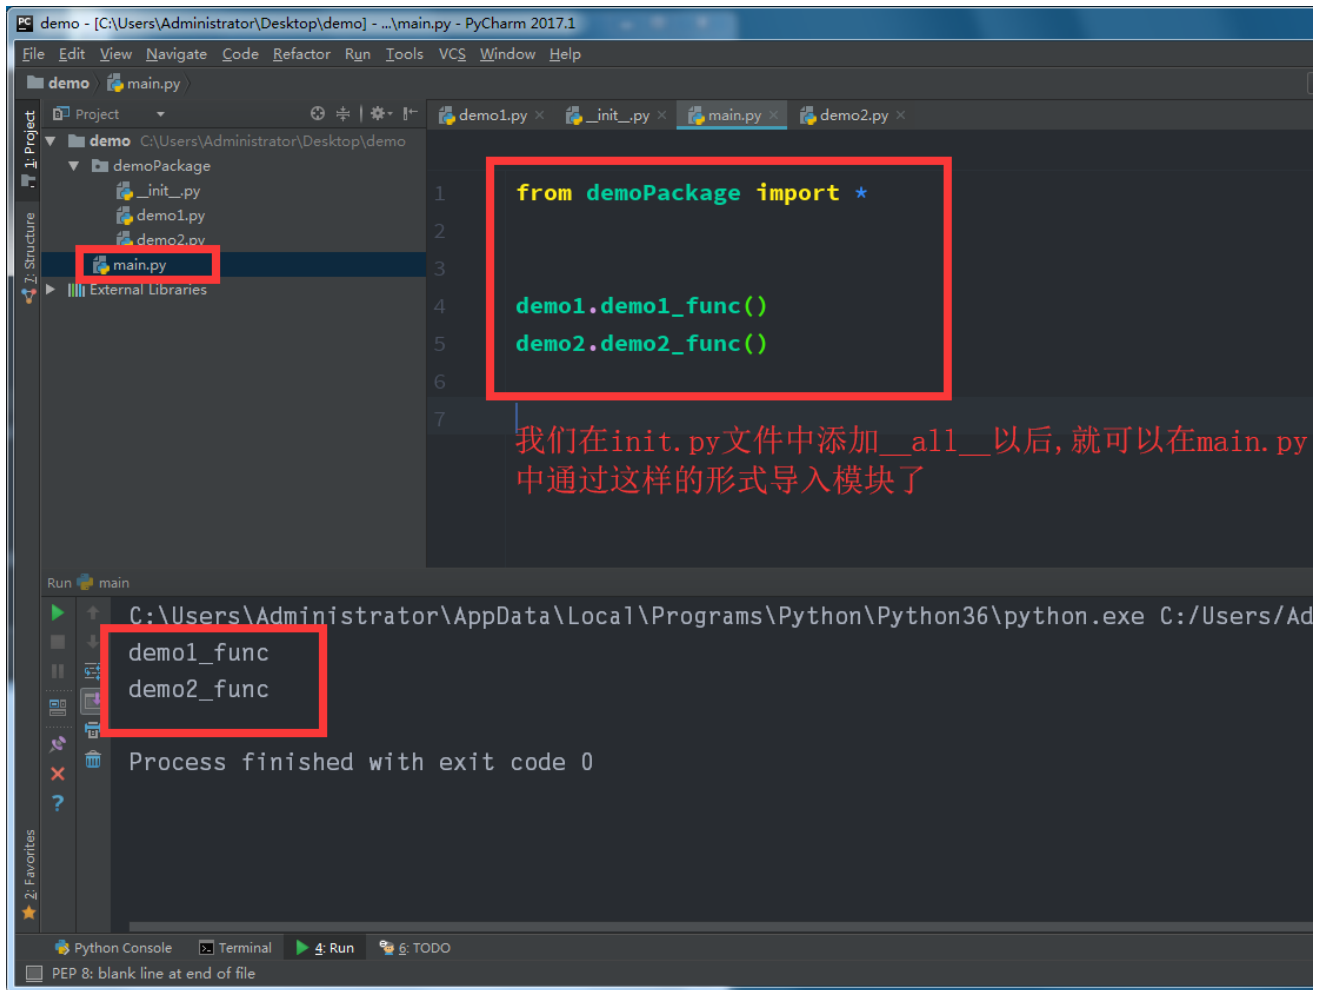 demo - [C:\Users\Administrator\Desktop\demo] - ...\main.py - PyCharm 2017.1
File Edit View Navigate Code Refactor Run Tools VCS Window Help
demo main.py
Project
demo1.py __init__.py main.py demo2.py
1: Project
7: Structure
2: Favorites
demo C:\Users\Administrator\Desktop\demo
demoPackage
__init__.py
demo1.py
demo2.py
main.py
External Libraries
1 from demoPackage import *
2
3
4 demo1.demo1_func()
5 demo2.demo2_func()
6
7
我们在init.py文件中添加__all__以后,就可以在main.py
中通过这样的形式导入模块了
Run main
C:\Users\Administrator\AppData\Local\Programs\Python\Python36\python.exe C:/Users/Ad
demo1_func
demo2_func
Process finished with exit code 0
Python Console Terminal 4: Run 6: TODO
PEP 8: blank line at end of file